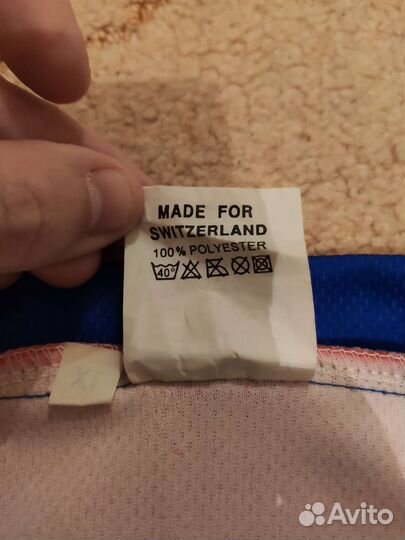 MADE FOR
SWITZERLAND
100% POLYESTER
40°
XL
Avito